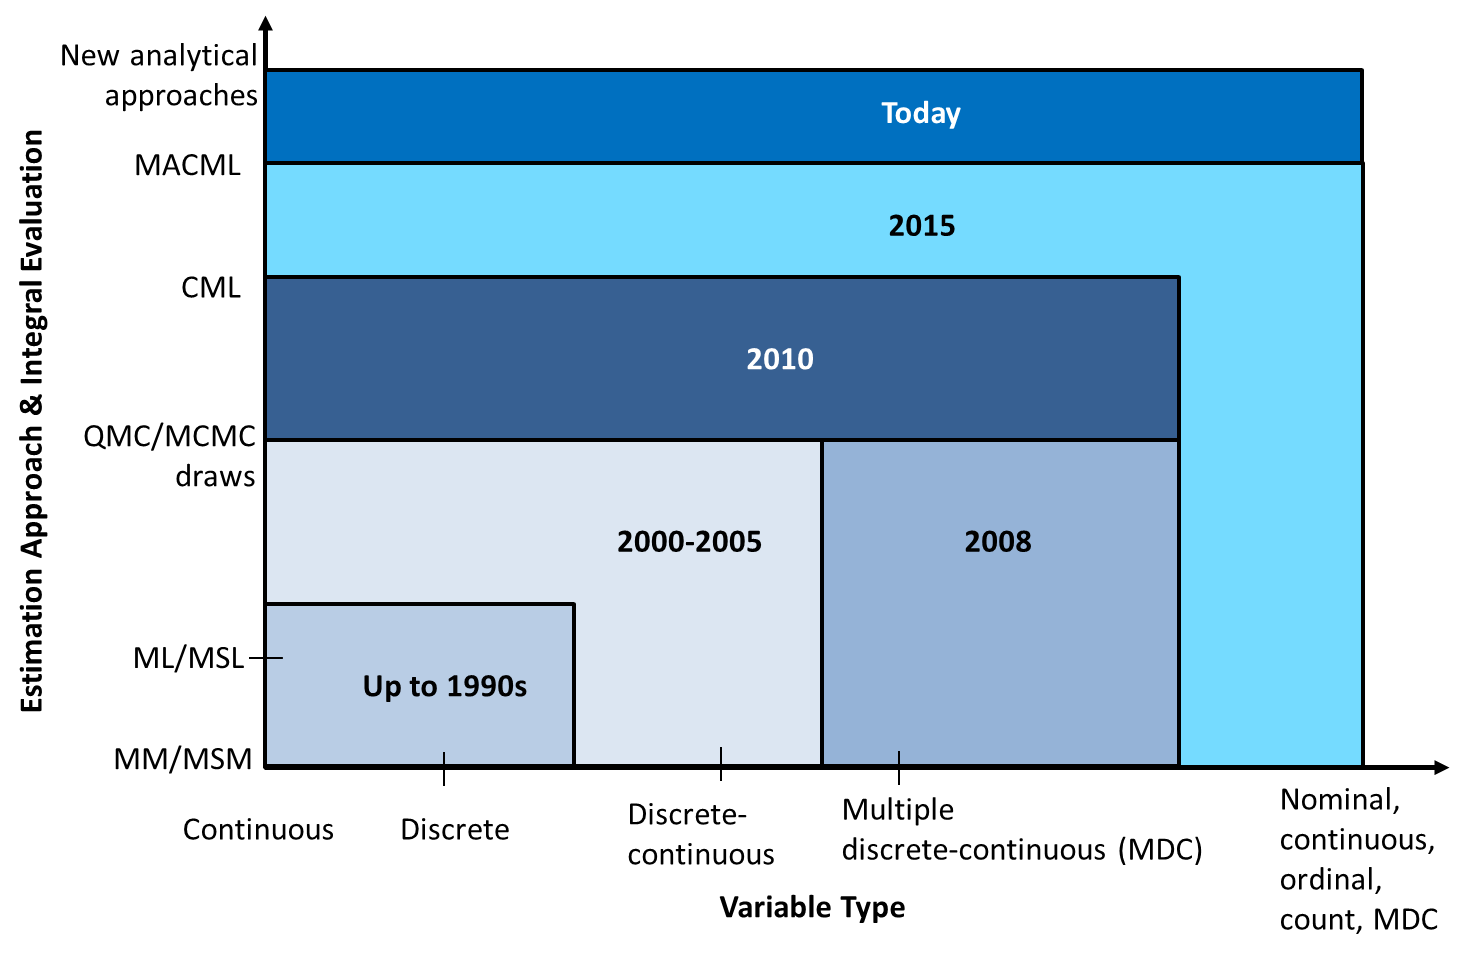 New analytical
approaches
Today
MACML
2015
CML
2010
QMC/MCMC
draws
2000-2005
2008
ML/MSL
Up to 1990s
MM/MSM
Estimation Approach & Integral Evaluation
Continuous
Discrete
Discrete-
continuous
Multiple
discrete-continuous (MDC)
Nominal,
continuous,
ordinal,
count, MDC
Variable Type